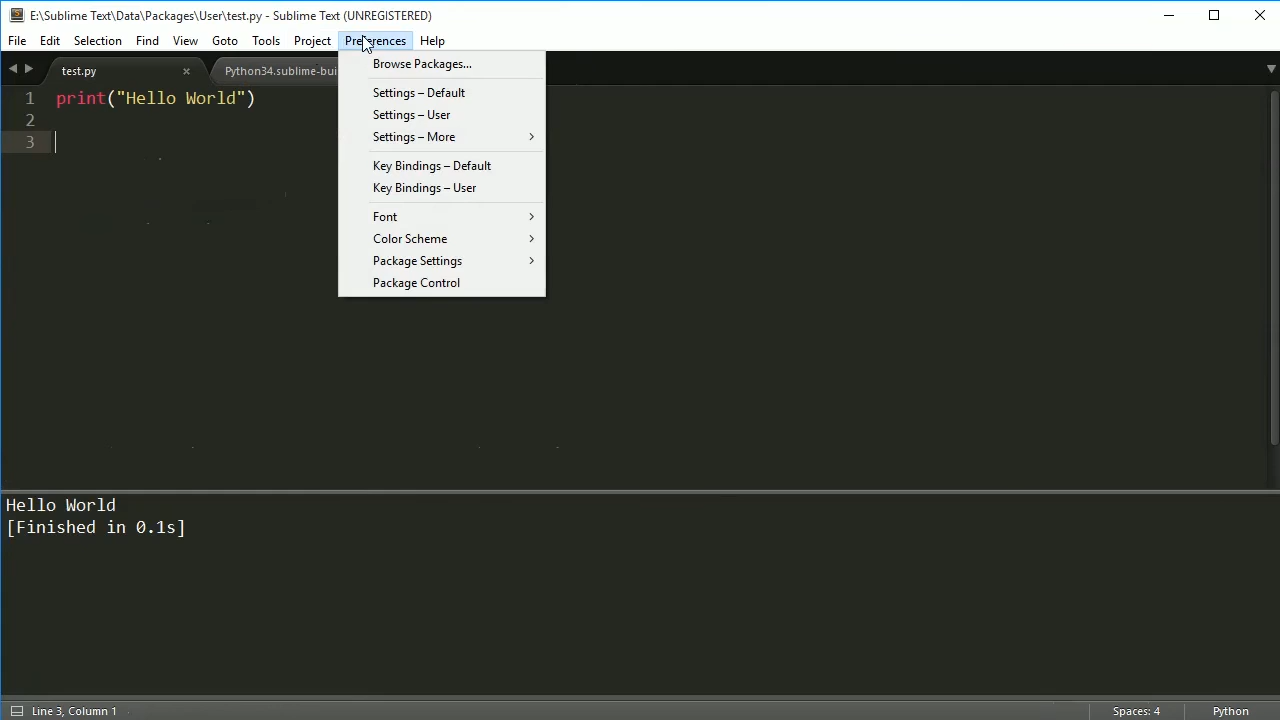 E:\Sublime Text\Data\Packages\User\test.py - Sublime Text (UNREGISTERED)
File Edit Selection Find View Goto Tools Project Preferences Help
test.py × Python34.sublime-bui
Browse Packages...
Settings – Default
Settings – User
Settings – More
Key Bindings – Default
Key Bindings – User
Font
Color Scheme
Package Settings
Package Control
1 print("Hello World")
2
3
Hello World
[Finished in 0.1s]
Line 3, Column 1 Spaces: 4 Python